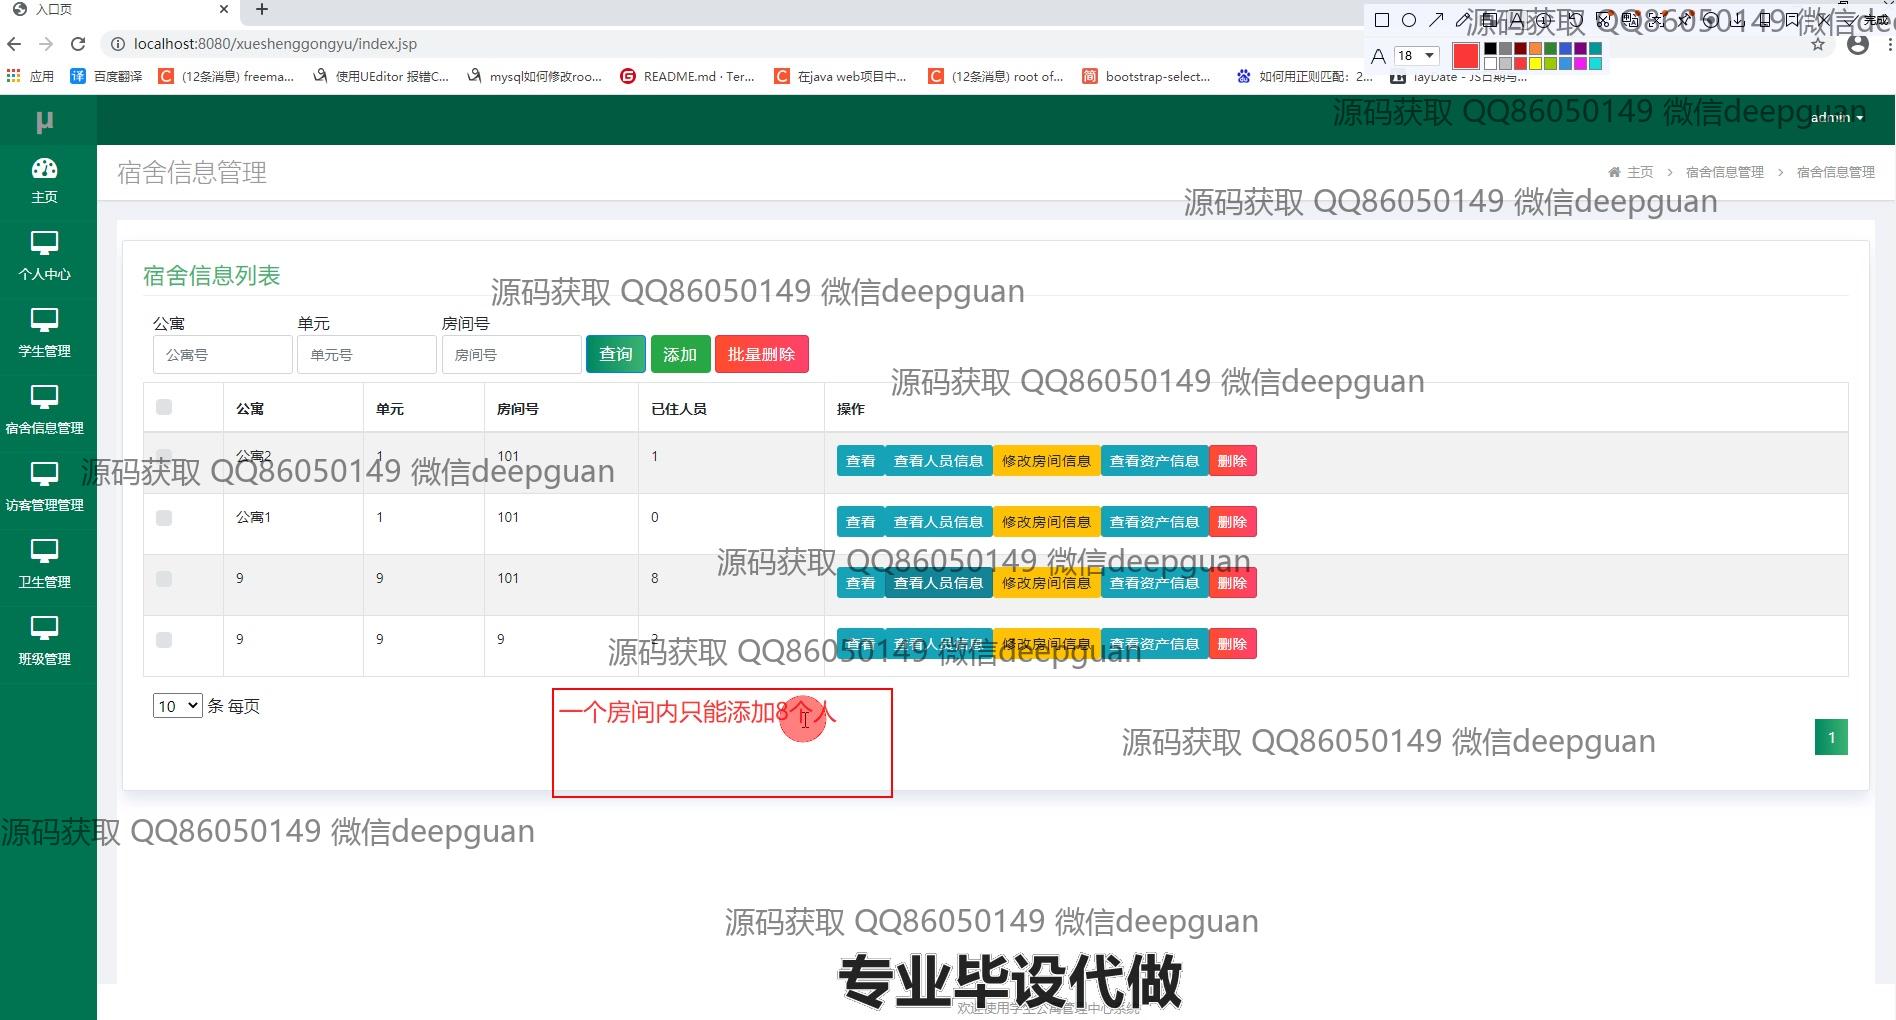 入口页
localhost:8080/xueshenggongyu/index.jsp
18
完成
应用
百度翻译
(12条消息) freema...
使用UEditor 报错C...
mysql如何修改roo...
README.md · Ter...
在java web项目中...
(12条消息) root of...
bootstrap-select...
如何用正则匹配：2...
layDate - JS日期与...
源码获取 QQ86050149 微信dee
源码获取 QQ86050149 微信deepguan
μ
admin
宿舍信息管理
主页 > 宿舍信息管理 > 宿舍信息管理
源码获取 QQ86050149 微信deepguan
主页
个人中心
学生管理
宿舍信息管理
访客管理管理
卫生管理
班级管理
宿舍信息列表
源码获取 QQ86050149 微信deepguan
公寓 单元 房间号
公寓号 单元号 房间号 查询 添加 批量删除
源码获取 QQ86050149 微信deepguan
公寓 单元 房间号 已住人员 操作
公寓2 1 101 1 查看 查看人员信息 修改房间信息 查看资产信息 删除
源码获取 QQ86050149 微信deepguan
公寓1 1 101 0 查看 查看人员信息 修改房间信息 查看资产信息 删除
源码获取 QQ86050149 微信deepguan
9 9 101 8 查看 查看人员信息 修改房间信息 查看资产信息 删除
9 9 9 2 查看 查看人员信息 修改房间信息 查看资产信息 删除
源码获取 QQ86050149 微信deepguan
10 条 每页
一个房间内只能添加8个人
源码获取 QQ86050149 微信deepguan
1
源码获取 QQ86050149 微信deepguan
源码获取 QQ86050149 微信deepguan
专业毕设代做
欢迎使用学生公寓管理中心系统